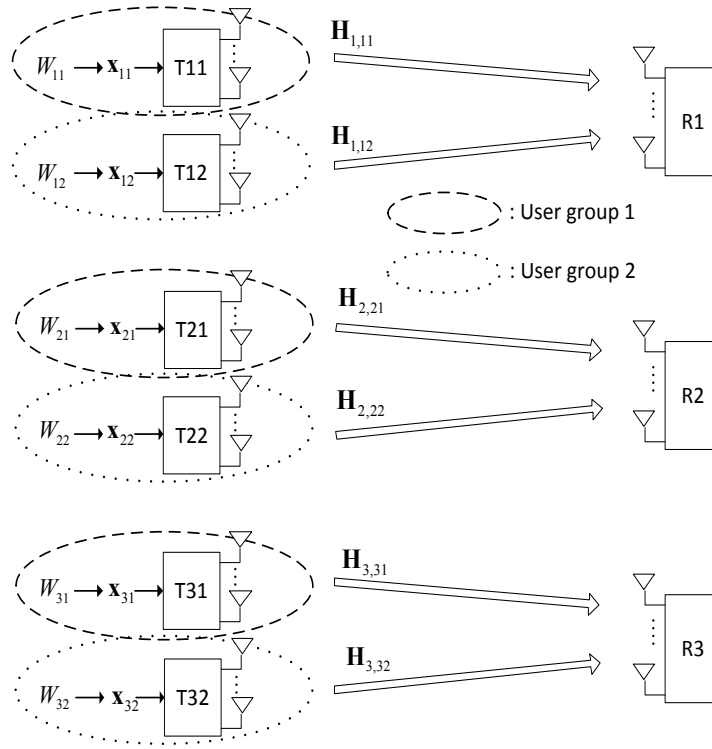 H1,11
W11 x11 T11
R1
H1,12
W12 x12 T12
: User group 1
: User group 2
H2,21
W21 x21 T21
R2
H2,22
W22 x22 T22
H3,31
W31 x31 T31
R3
H3,32
W32 x32 T32